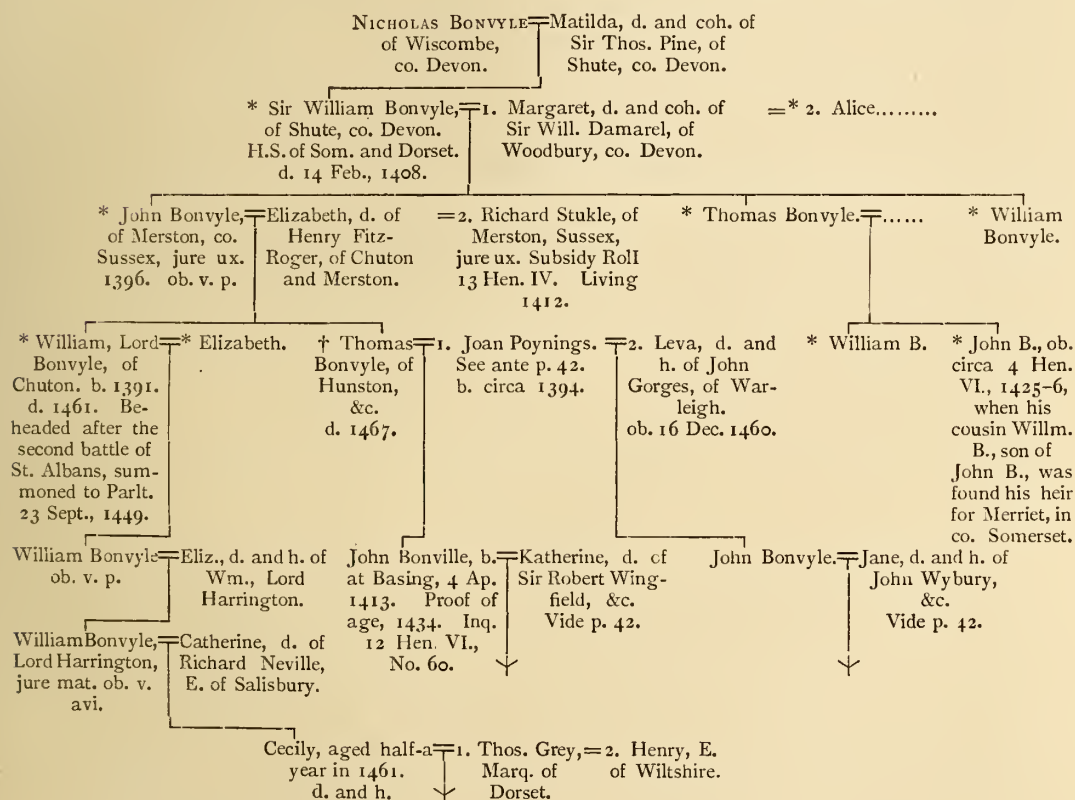 NICHOLAS BONVYLE
of Wiscombe,
co. Devon.
Matilda, d. and coh. of
Sir Thos. Pine, of
Shute, co. Devon.
* Sir William Bonvyle,
of Shute, co. Devon.
H.S. of Som. and Dorset.
d. 14 Feb., 1408.
1. Margaret, d. and coh. of
Sir Will. Damarel, of
Woodbury, co. Devon.
=* 2. Alice.........
* John Bonvyle,
of Merston, co.
Sussex, jure ux.
1396. ob. v. p.
Elizabeth, d. of
Henry Fitz-
Roger, of Chuton
and Merston.
=2. Richard Stukle, of
Merston, Sussex,
jure ux. Subsidy Roll
13 Hen. IV. Living
1412.
* Thomas Bonvyle.
......
* William
Bonvyle.
* William, Lord
Bonvyle, of
Chuton. b. 1391.
d. 1461. Be-
headed after the
second battle of
St. Albans, sum-
moned to Parlt.
23 Sept., 1449.
* Elizabeth.
† Thomas
Bonvyle, of
Hunston,
&c.
d. 1467.
1. Joan Poynings.
See ante p. 42.
b. circa 1394.
2. Leva, d. and
h. of John
Gorges, of War-
leigh.
ob. 16 Dec. 1460.
* William B.
* John B., ob.
circa 4 Hen.
VI., 1425-6,
when his
cousin Willm.
B., son of
John B., was
found his heir
for Merriet, in
co. Somerset.
William Bonvyle
ob. v. p.
Eliz., d. and h. of
Wm., Lord
Harrington.
John Bonville, b.
at Basing, 4 Ap.
1413. Proof of
age, 1434. Inq.
12 Hen. VI.,
No. 60.
Katherine, d. of
Sir Robert Wing-
field, &c.
Vide p. 42.
John Bonvyle.
Jane, d. and h. of
John Wybury,
&c.
Vide p. 42.
William Bonvyle,
Lord Harrington,
jure mat. ob. v.
avi.
Catherine, d. of
Richard Neville,
E. of Salisbury.
Cecily, aged half-a
year in 1461.
d. and h.
1. Thos. Grey,
Marq. of
Dorset.
=2. Henry, E.
of Wiltshire.